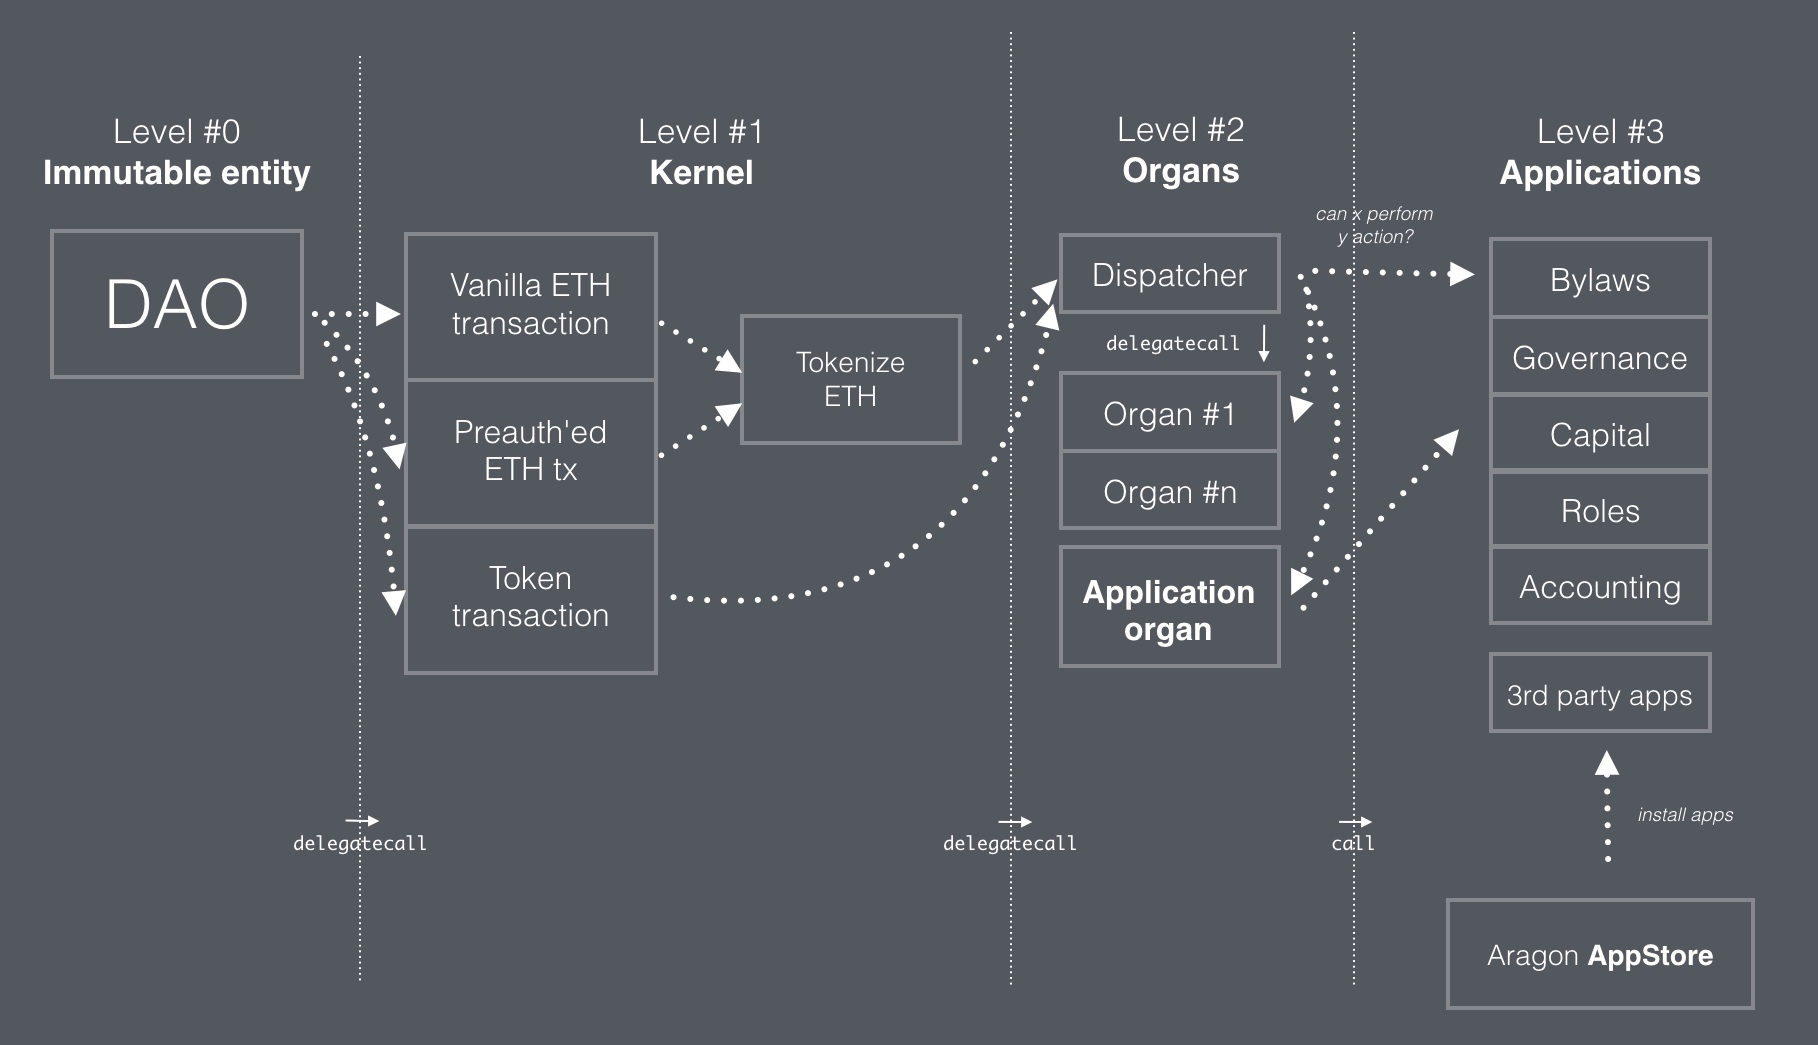 Level #0
Immutable entity
DAO
Level #1
Kernel
Vanilla ETH
transaction
Preauth'ed
ETH tx
Token
transaction
Tokenize
ETH
Level #2
Organs
Dispatcher
delegatecall
Organ #1
Organ #n
Application
organ
can x perform
y action?
Level #3
Applications
Bylaws
Governance
Capital
Roles
Accounting
3rd party apps
install apps
Aragon AppStore
delegatecall
delegatecall
call